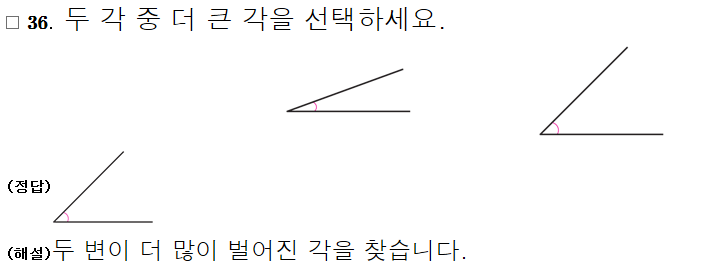 □ 36. 두 각 중 더 큰 각을 선택하세요.
(정답)
(해설)두 변이 더 많이 벌어진 각을 찾습니다.